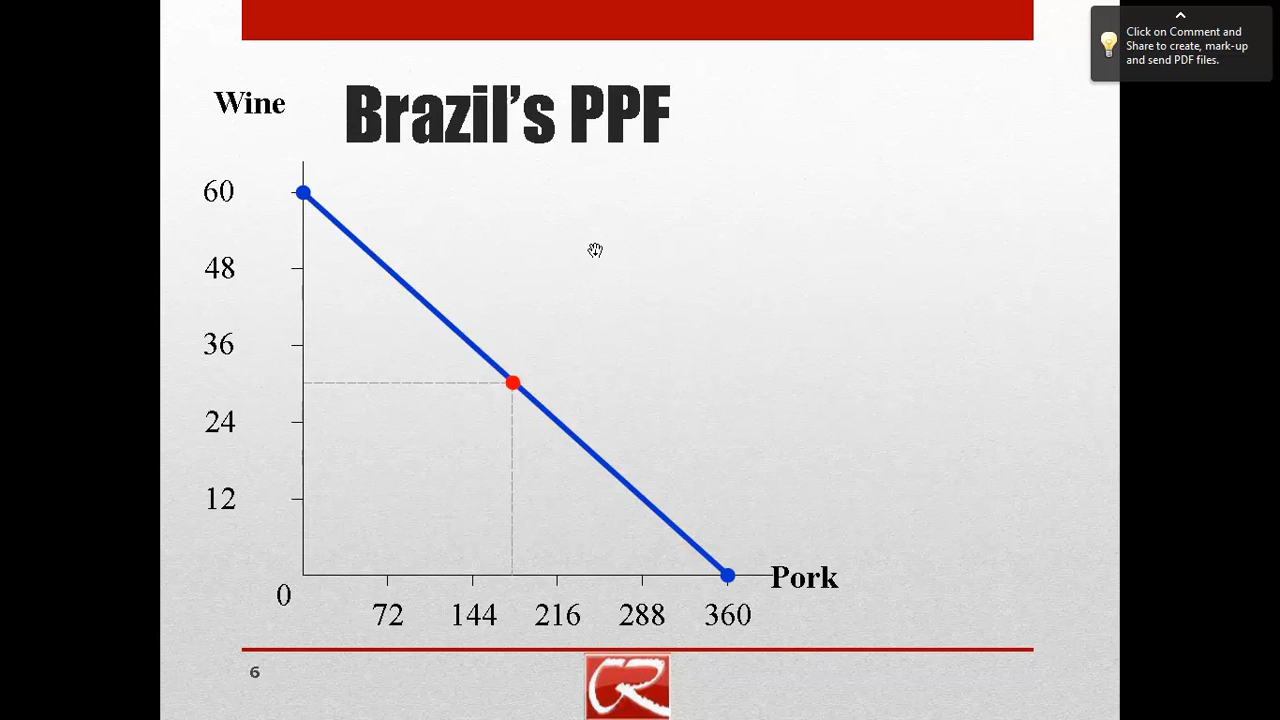 Click on Comment and
Share to create, mark-up
and send PDF files.
Wine
Brazil’s PPF
60
48
36
24
12
0
Pork
72 144 216 288 360
6
CR